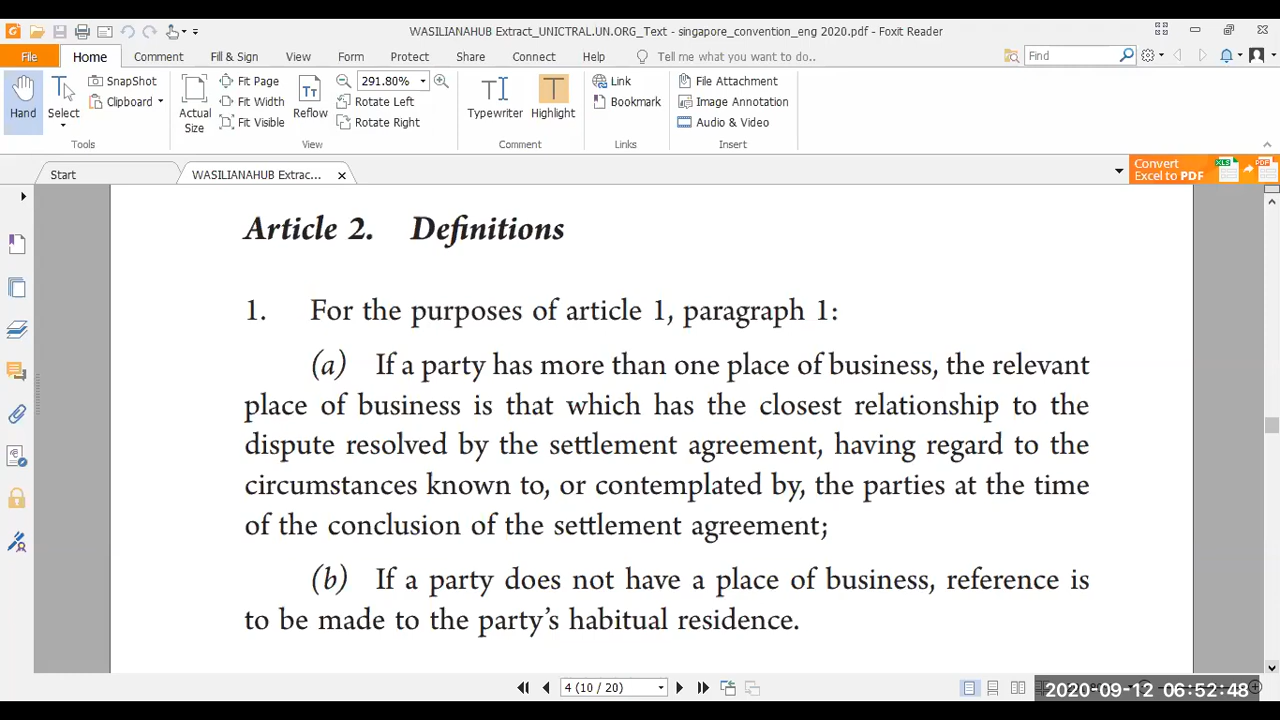 WASILIANAHUB Extract_UNICTRAL.UN.ORG_Text - singapore_convention_eng 2020.pdf - Foxit Reader
File Home Comment Fill & Sign View Form Protect Share Connect Help Tell me what you want to do.. Find
Hand
Select
SnapShot
Clipboard
Tools
Actual Size
Fit Page
Fit Width
Fit Visible
Reflow
291.80%
Rotate Left
Rotate Right
View
Typewriter
Highlight
Comment
Link
Bookmark
Links
File Attachment
Image Annotation
Audio & Video
Insert
Start
WASILIANAHUB Extrac...
Convert
Excel to PDF
XLS
PDF
Article 2. Definitions
1. For the purposes of article 1, paragraph 1:
(a) If a party has more than one place of business, the relevant
place of business is that which has the closest relationship to the
dispute resolved by the settlement agreement, having regard to the
circumstances known to, or contemplated by, the parties at the time
of the conclusion of the settlement agreement;
(b) If a party does not have a place of business, reference is
to be made to the party's habitual residence.
4 (10 / 20)
2020-09-12 06:52:48